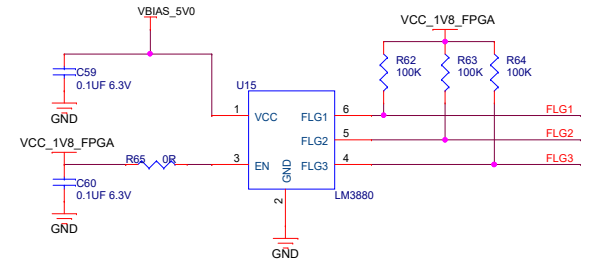 VBIAS_5V0
VCC_1V8_FPGA
C59
0.1UF 6.3V
GND
R62
100K
R63
100K
R64
100K
U15
1
VCC
FLG1
6
FLG1
FLG2
5
FLG2
VCC_1V8_FPGA
R65
0R
3
EN
GND
FLG3
4
FLG3
C60
0.1UF 6.3V
GND
2
LM3880
GND